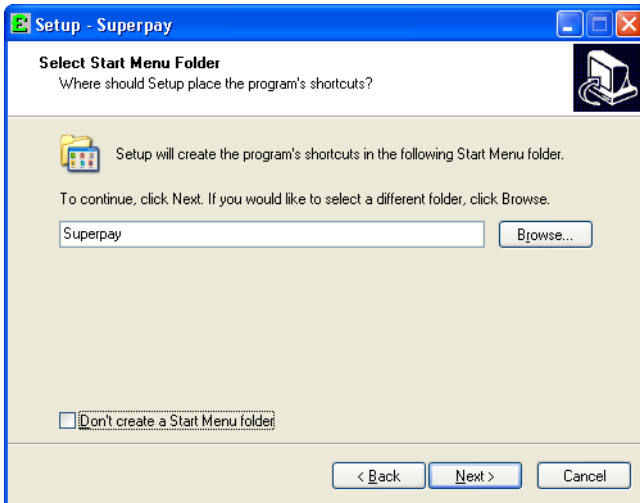 Setup - Superpay
Select Start Menu Folder
Where should Setup place the program's shortcuts?
Setup will create the program's shortcuts in the following Start Menu folder.
To continue, click Next. If you would like to select a different folder, click Browse.
Superpay
Browse...
Don't create a Start Menu folder
< Back
Next >
Cancel